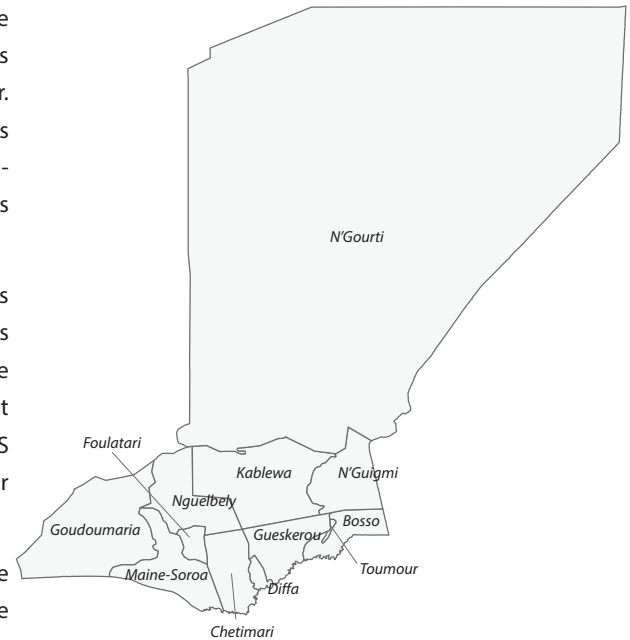 e
s
r.
s
-
s
N'Gourti
s
s
e
t
S
r
Foulatari
Kablewa
N'Guigmi
Nguelbely
Goudoumaria
Gueskerou
Bosso
Maine-Soroa
Toumour
Diffa
e
e
Chetimari